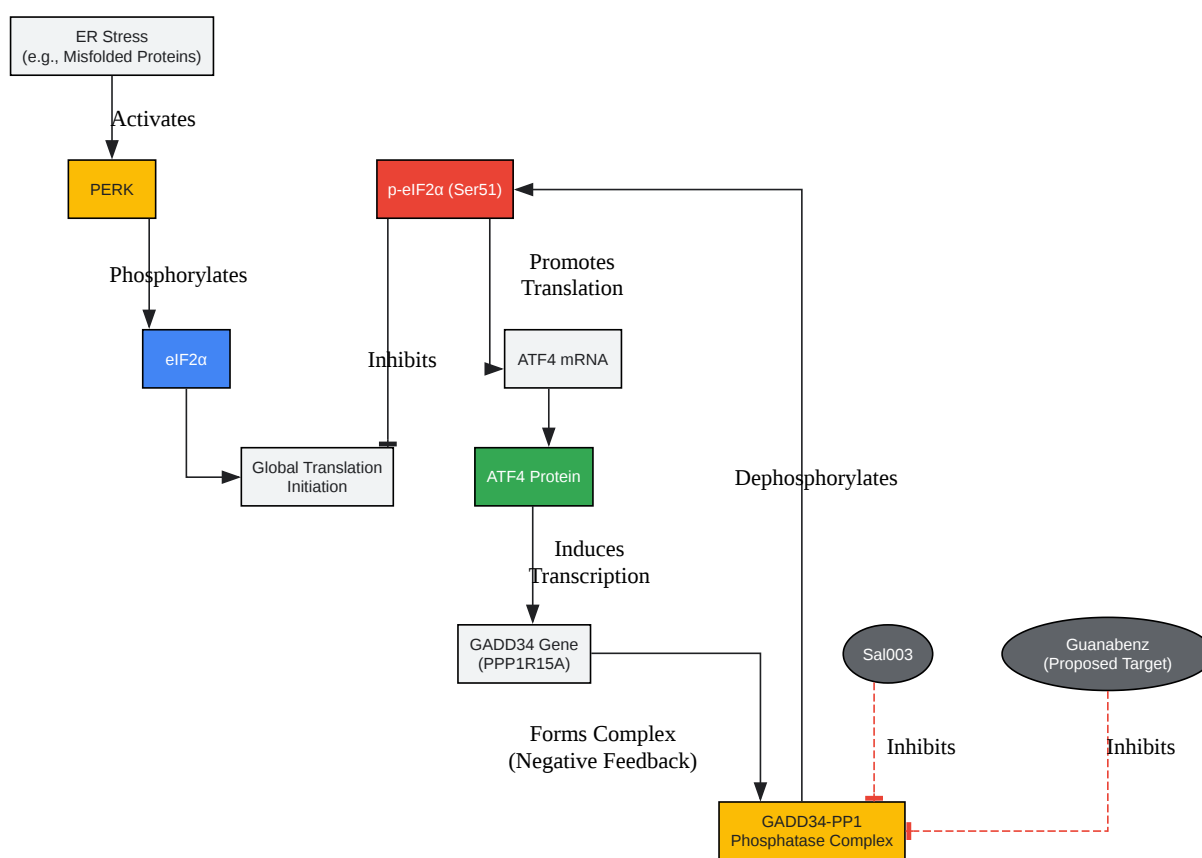 ER Stress
(e.g., Misfolded Proteins)
Activates
PERK
p-eIF2α (Ser51)
Phosphorylates
Promotes
Translation
eIF2α
Inhibits
ATF4 mRNA
Global Translation
Initiation
ATF4 Protein
Dephosphorylates
Induces
Transcription
GADD34 Gene
(PPP1R15A)
Sal003
Guanabenz
(Proposed Target)
Forms Complex
(Negative Feedback)
Inhibits
Inhibits
GADD34-PP1
Phosphatase Complex